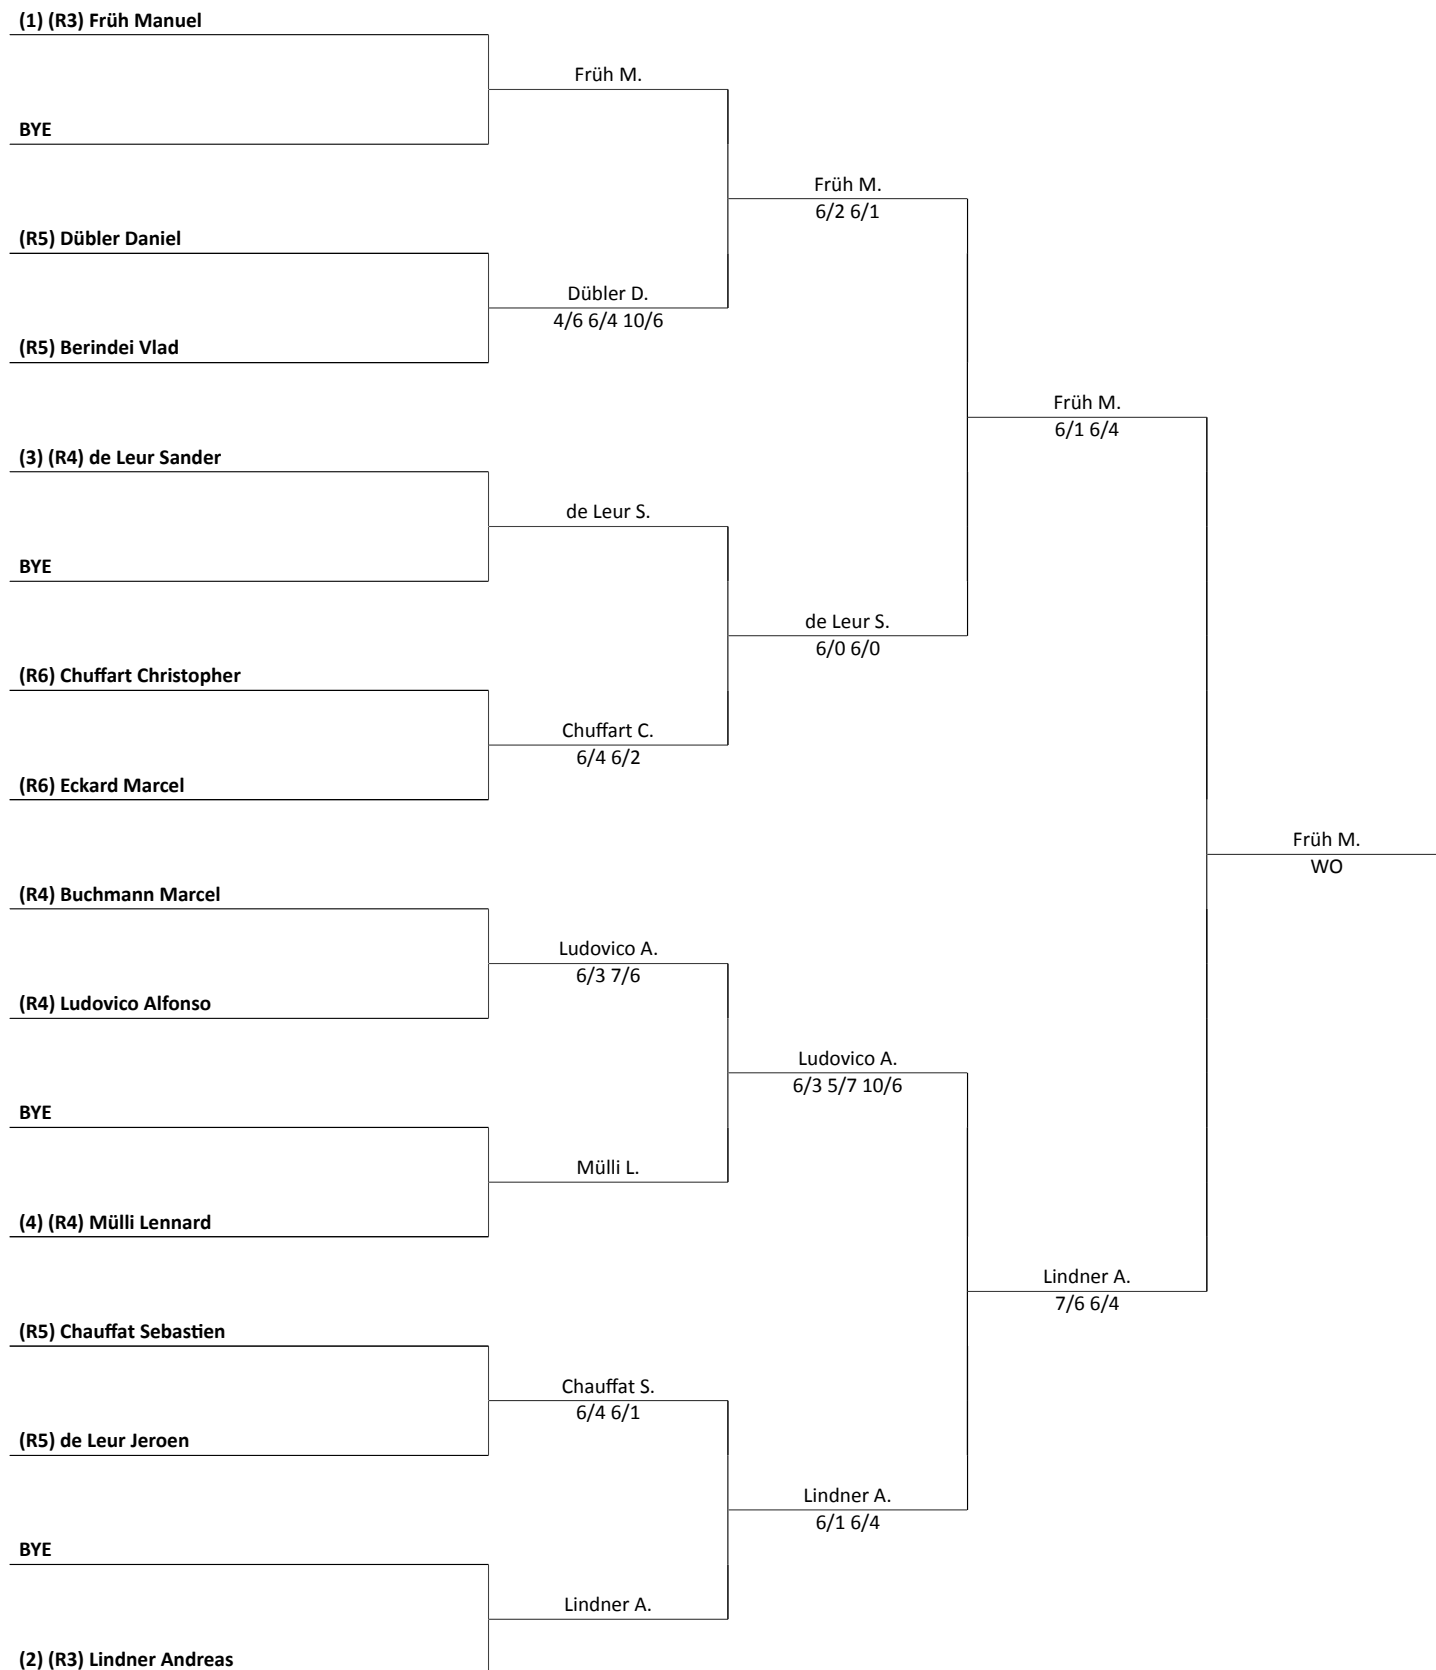 (1) (R3) Früh Manuel
Früh M.
BYE
Früh M.
6/2 6/1
(R5) Dübler Daniel
Dübler D.
4/6 6/4 10/6
(R5) Berindei Vlad
Früh M.
6/1 6/4
(3) (R4) de Leur Sander
de Leur S.
BYE
de Leur S.
6/0 6/0
(R6) Chuffart Christopher
Chuffart C.
6/4 6/2
(R6) Eckard Marcel
Früh M.
WO
(R4) Buchmann Marcel
Ludovico A.
6/3 7/6
(R4) Ludovico Alfonso
Ludovico A.
6/3 5/7 10/6
BYE
Mülli L.
(4) (R4) Mülli Lennard
Lindner A.
7/6 6/4
(R5) Chauffat Sebastien
Chauffat S.
6/4 6/1
(R5) de Leur Jeroen
Lindner A.
6/1 6/4
BYE
Lindner A.
(2) (R3) Lindner Andreas